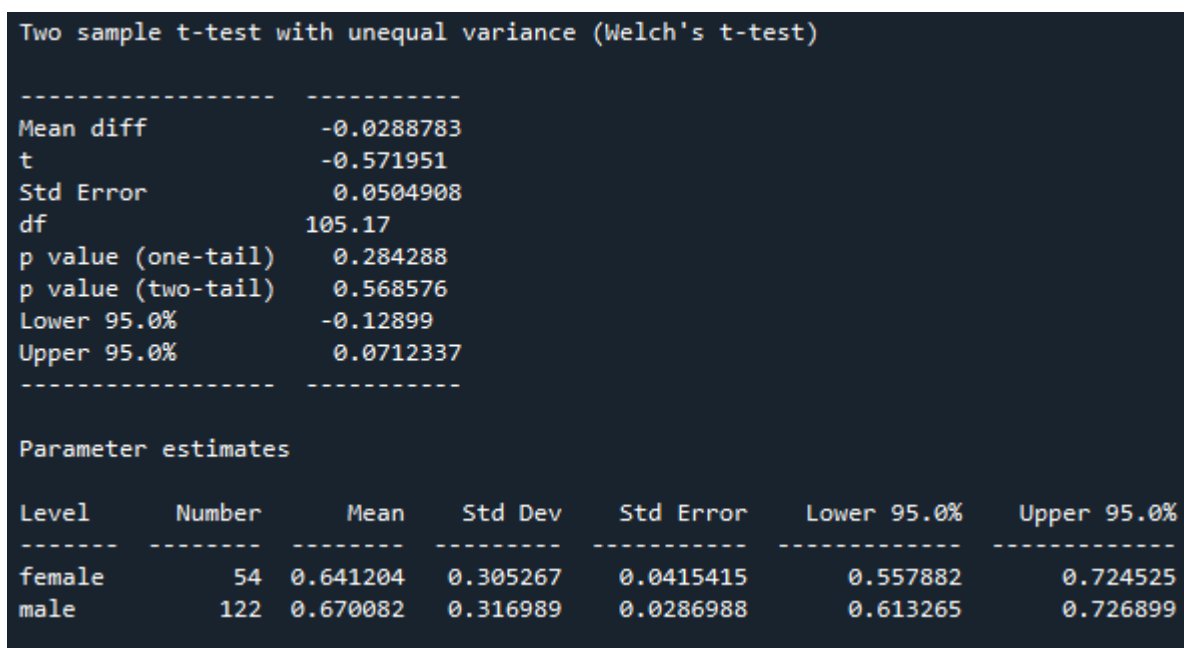 Two sample t-test with unequal variance (Welch's t-test)
------------------  -----------
Mean diff            -0.0288783
t                    -0.571951
Std Error             0.0504908
df                  105.17
p value (one-tail)    0.284288
p value (two-tail)    0.568576
Lower 95.0%          -0.12899
Upper 95.0%           0.0712337
------------------  -----------
Parameter estimates
Level      Number      Mean    Std Dev    Std Error    Lower 95.0%    Upper 95.0%
-------  --------  --------  ---------  -----------  -------------  -------------
female         54  0.641204   0.305267    0.0415415       0.557882       0.724525
male          122  0.670082   0.316989    0.0286988       0.613265       0.726899